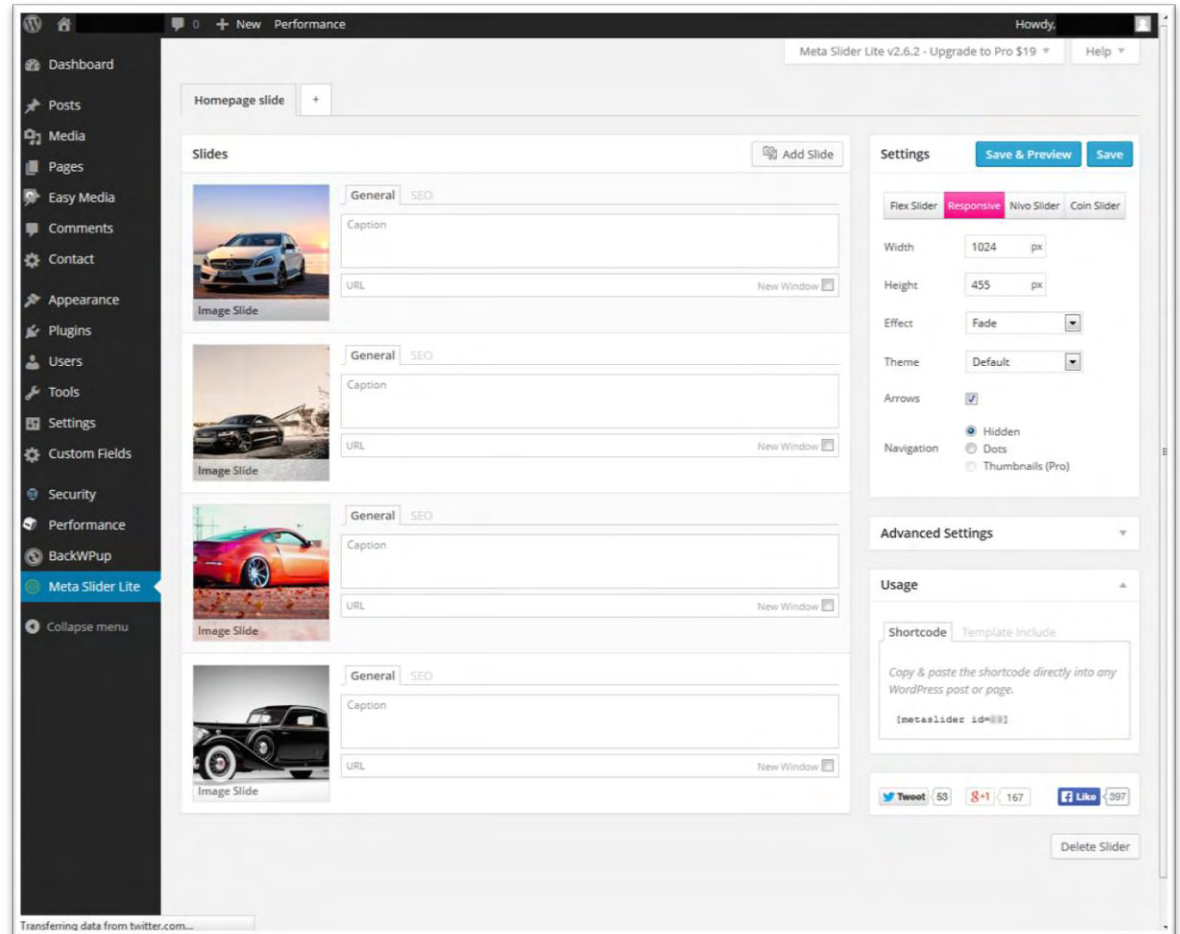 0 New Performance Howdy,
Meta Slider Lite v2.6.2 - Upgrade to Pro $19 Help
Dashboard
Posts
Media
Pages
Easy Media
Comments
Contact
Appearance
Plugins
Users
Tools
Settings
Custom Fields
Security
Performance
BackWPup
Meta Slider Lite
Collapse menu
Homepage slide +
Slides Add Slide
General SEO
Caption
URL New Window
Image Slide
General SEO
Caption
URL New Window
Image Slide
General SEO
Caption
URL New Window
Image Slide
General SEO
Caption
URL New Window
Image Slide
Settings Save & Preview Save
Flex Slider Responsive Nivo Slider Coin Slider
Width 1024 px
Height 455 px
Effect Fade
Theme Default
Arrows
Navigation Hidden
Dots
Thumbnails (Pro)
Advanced Settings
Usage
Shortcode Template Include
Copy & paste the shortcode directly into any
WordPress post or page.
[metaslider id=
Tweet 53 g+1 167 Like 397
Delete Slider
Transferring data from twitter.com...